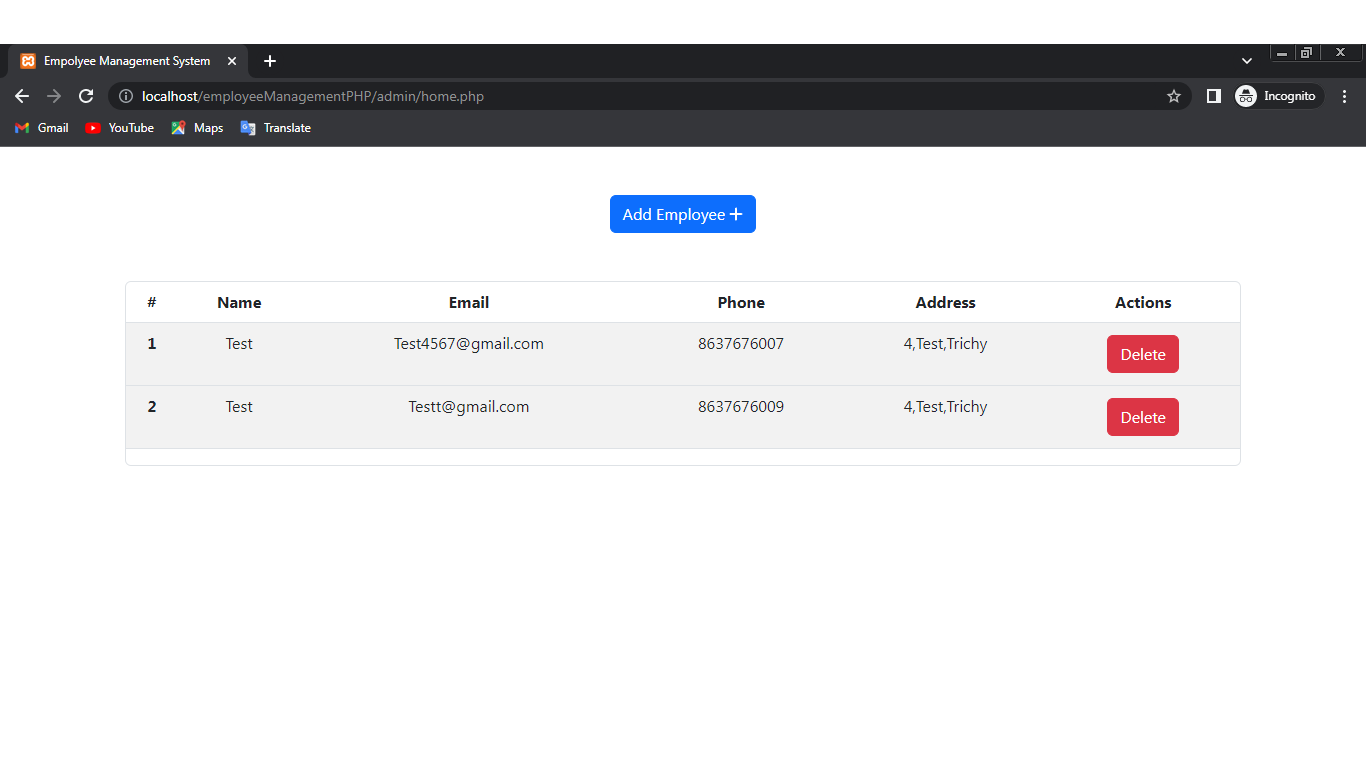 Empolyee Management System
localhost/employeeManagementPHP/admin/home.php
Incognito
Gmail YouTube Maps Translate
Add Employee +
# Name Email Phone Address Actions
1 Test Test4567@gmail.com 8637676007 4,Test,Trichy Delete
2 Test Testt@gmail.com 8637676009 4,Test,Trichy Delete